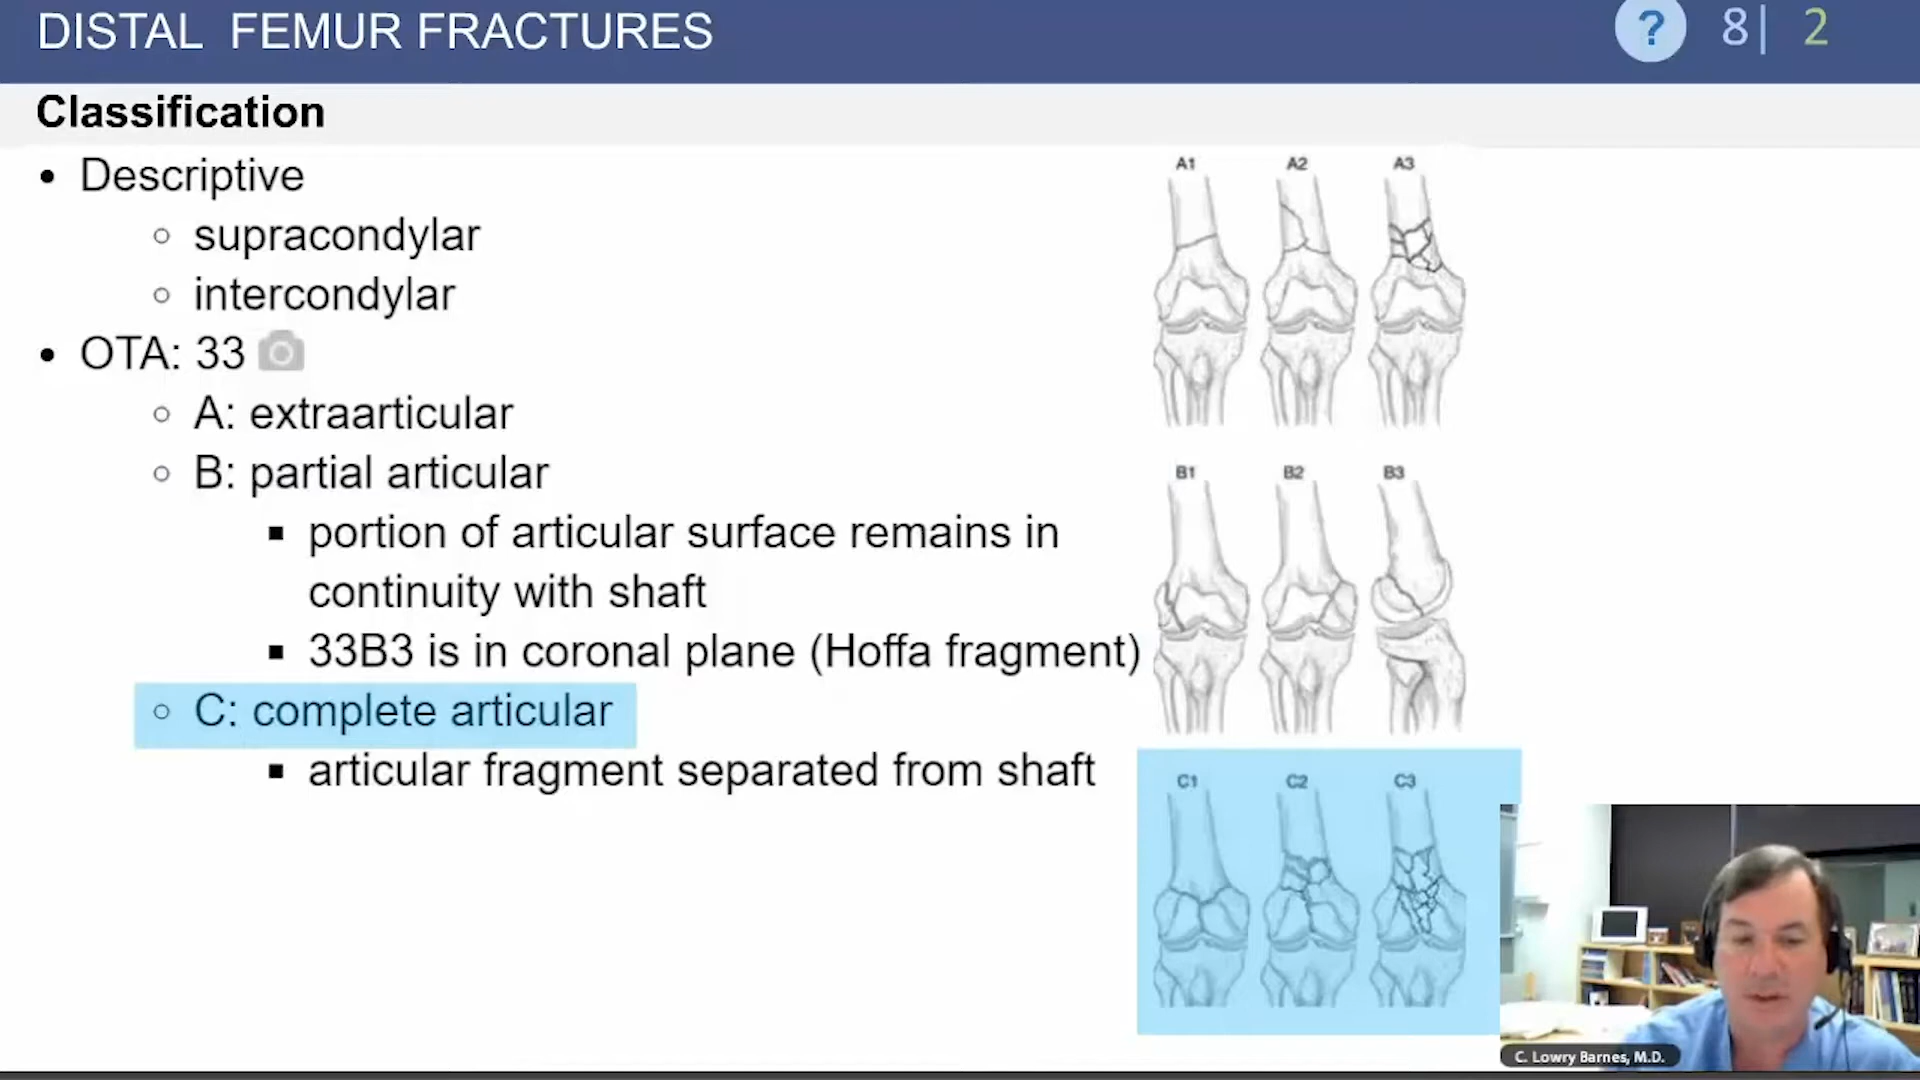 DISTAL FEMUR FRACTURES
? 8| 2
Classification
• Descriptive
○ supracondylar
○ intercondylar
• OTA: 33
○ A: extraarticular
○ B: partial articular
▪ portion of articular surface remains in
continuity with shaft
▪ 33B3 is in coronal plane (Hoffa fragment)
○ C: complete articular
▪ articular fragment separated from shaft
A1 A2 A3
B1 B2 B3
C1 C2 C3
C. Lowry Barnes, M.D.